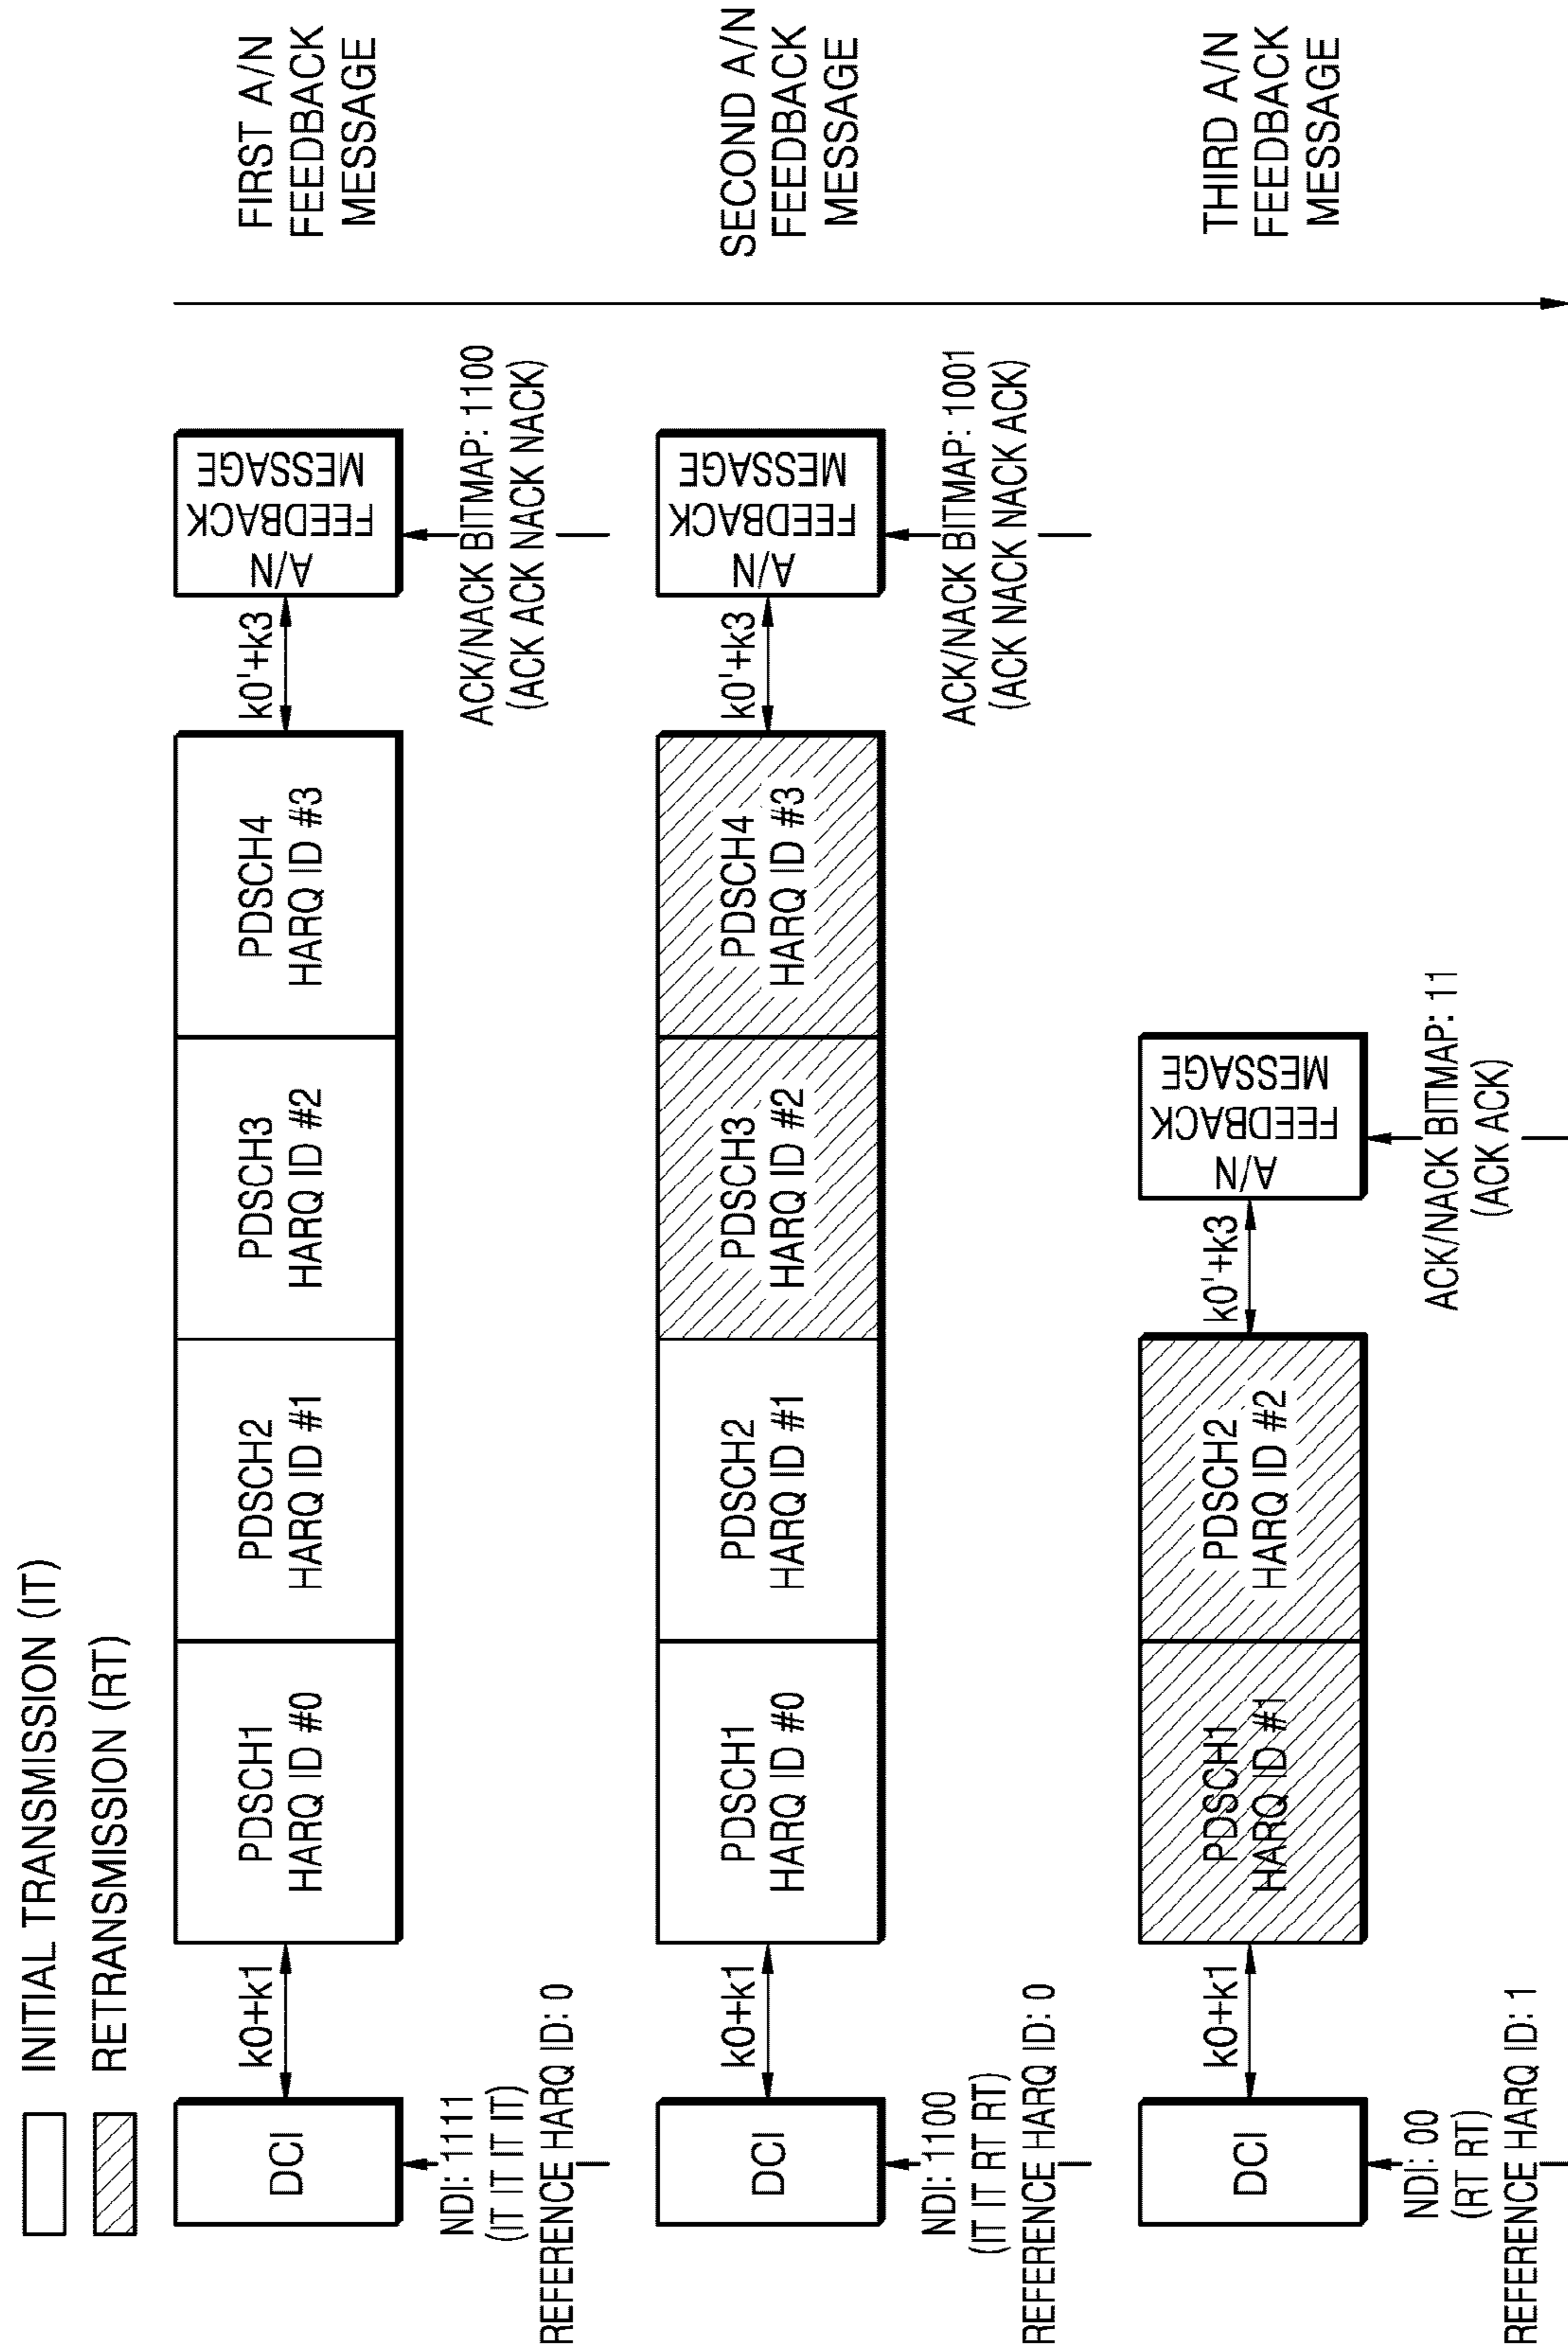 INITIAL TRANSMISSION (IT)
RETRANSMISSION (RT)
DCI
k0+k1
PDSCH1
HARQ ID #0
PDSCH2
HARQ ID #1
PDSCH3
HARQ ID #2
PDSCH4
HARQ ID #3
k0'+k3
A/N
FEEDBACK
MESSAGE
FIRST A/N
FEEDBACK
MESSAGE
NDI: 1111
(IT IT IT IT)
REFERENCE HARQ ID: 0
ACK/NACK BITMAP: 1100
(ACK ACK NACK NACK)
DCI
k0+k1
PDSCH1
HARQ ID #0
PDSCH2
HARQ ID #1
PDSCH3
HARQ ID #2
PDSCH4
HARQ ID #3
k0'+k3
A/N
FEEDBACK
MESSAGE
SECOND A/N
FEEDBACK
MESSAGE
NDI: 1100
(IT IT RT RT)
REFERENCE HARQ ID: 0
ACK/NACK BITMAP: 1001
(ACK NACK NACK ACK)
DCI
k0+k1
PDSCH1
HARQ ID #1
PDSCH2
HARQ ID #2
k0'+k3
A/N
FEEDBACK
MESSAGE
THIRD A/N
FEEDBACK
MESSAGE
NDI: 00
(RT RT)
REFERENCE HARQ ID: 1
ACK/NACK BITMAP: 11
(ACK ACK)